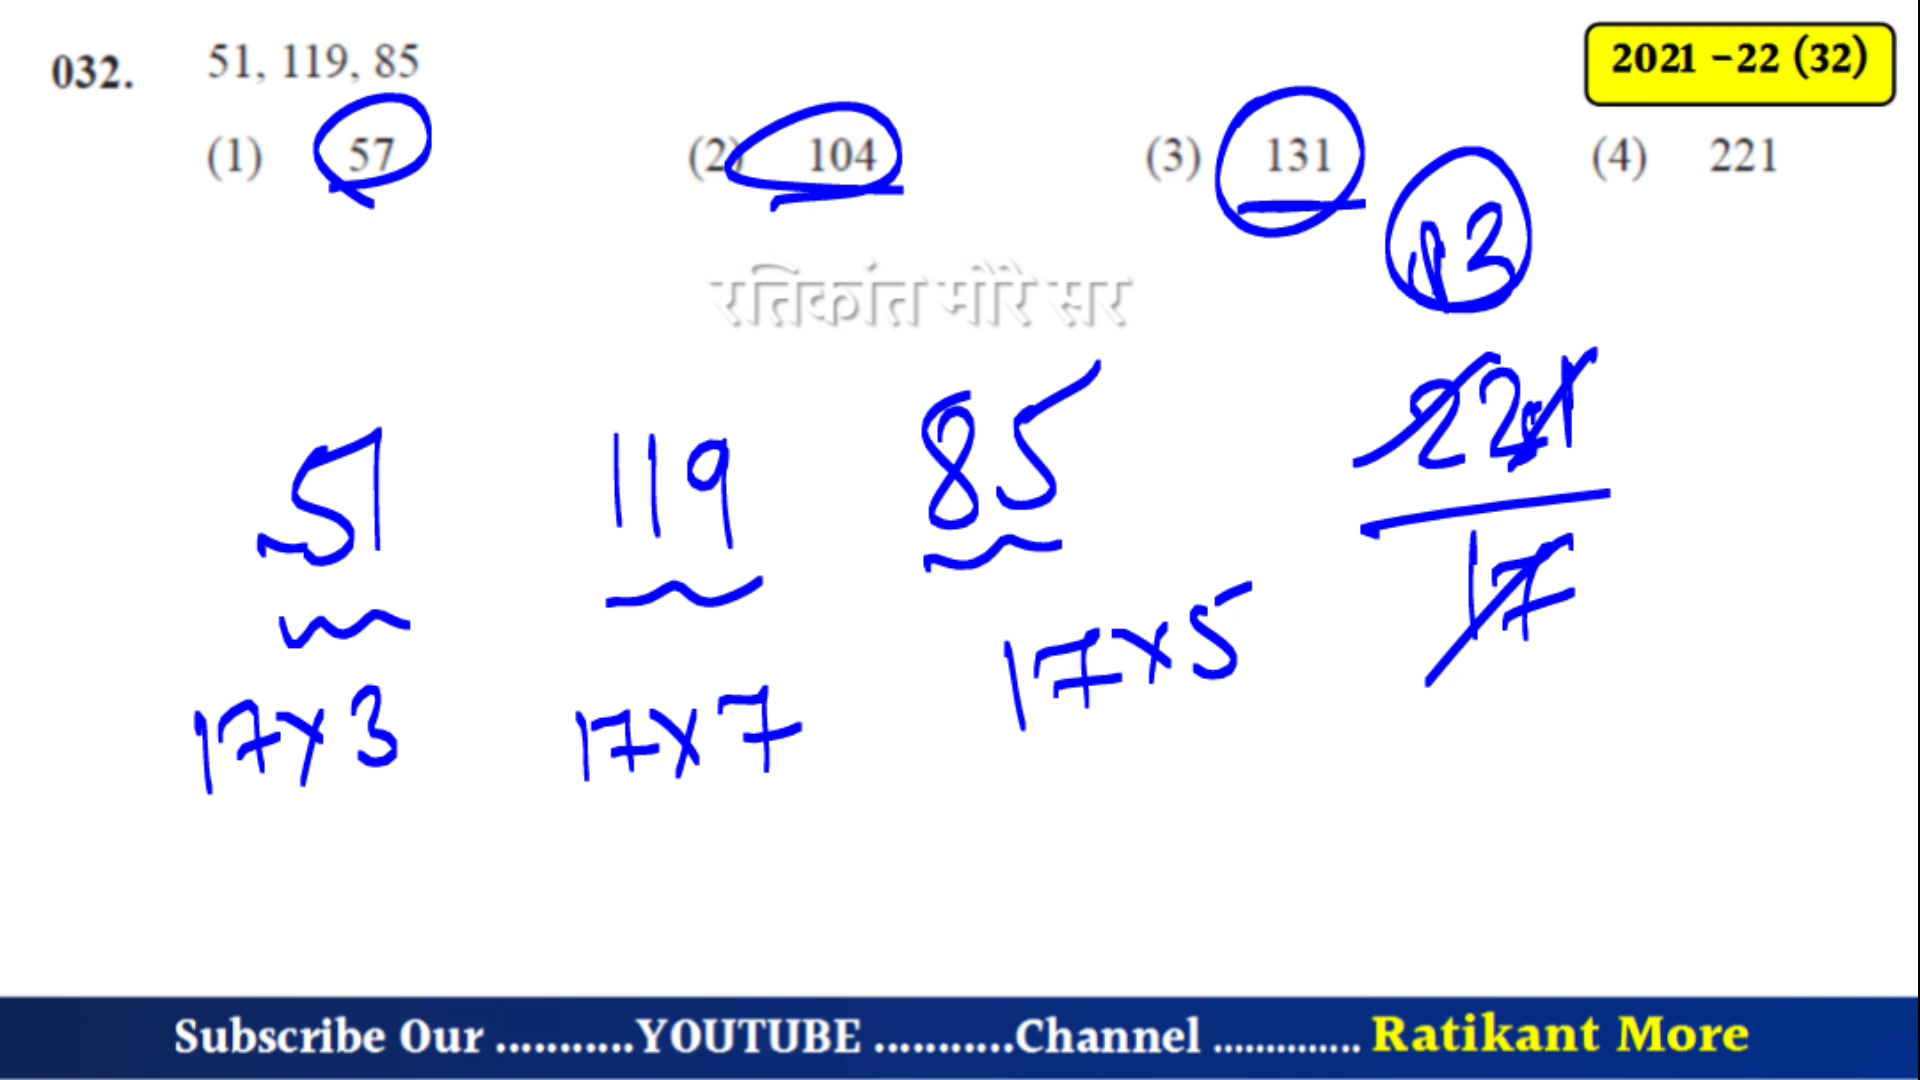 032. 51, 119, 85
2021 –22 (32)
(1) 57 (2) 104 (3) 131 (4) 221
13
रतिकांत मोरे सर
51 119 85 221
17
17×3 17×7 17×5
Subscribe Our ...........YOUTUBE ...........Channel .............. Ratikant More